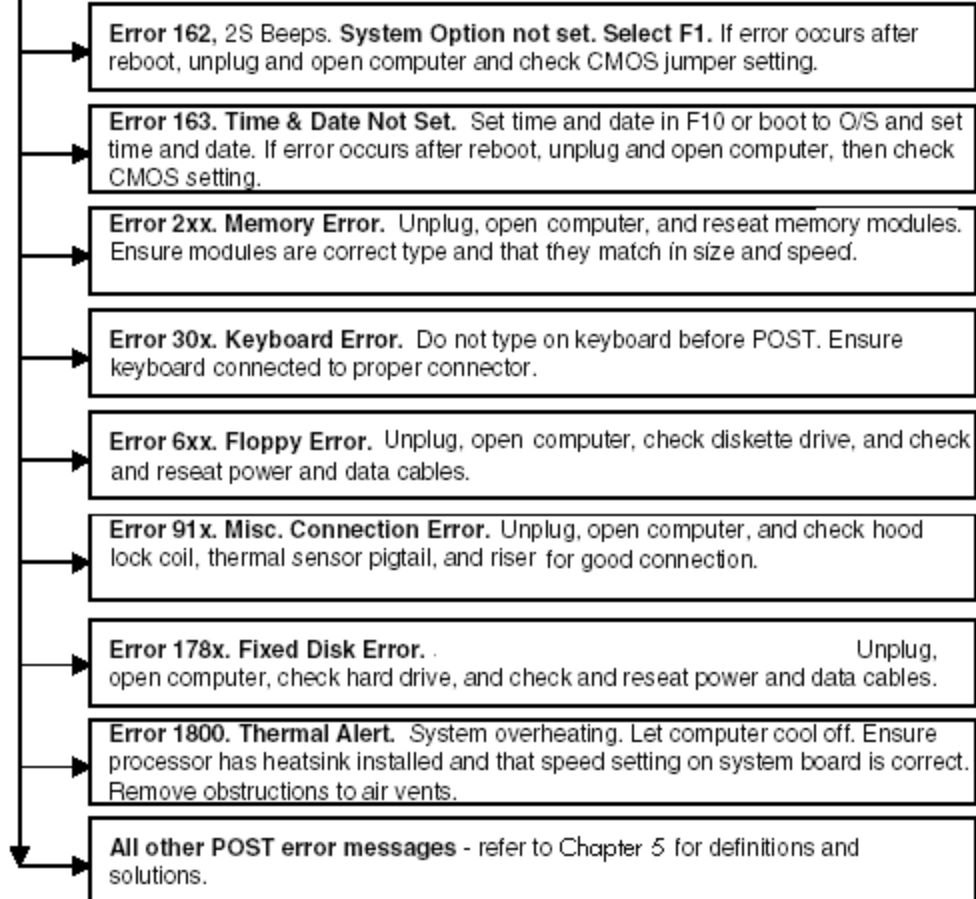 Error 162, 2S Beeps. System Option not set. Select F1. If error occurs after
reboot, unplug and open computer and check CMOS jumper setting.
Error 163. Time & Date Not Set. Set time and date in F10 or boot to O/S and set
time and date. If error occurs after reboot, unplug and open computer, then check
CMOS setting.
Error 2xx. Memory Error. Unplug, open computer, and reseat memory modules.
Ensure modules are correct type and that they match in size and speed.
Error 30x. Keyboard Error. Do not type on keyboard before POST. Ensure
keyboard connected to proper connector.
Error 6xx. Floppy Error. Unplug, open computer, check diskette drive, and check
and reseat power and data cables.
Error 91x. Misc. Connection Error. Unplug, open computer, and check hood
lock coil, thermal sensor pigtail, and riser for good connection.
Error 178x. Fixed Disk Error. Unplug,
open computer, check hard drive, and check and reseat power and data cables.
Error 1800. Thermal Alert. System overheating. Let computer cool off. Ensure
processor has heatsink installed and that speed setting on system board is correct.
Remove obstructions to air vents.
All other POST error messages - refer to Chapter 5 for definitions and
solutions.